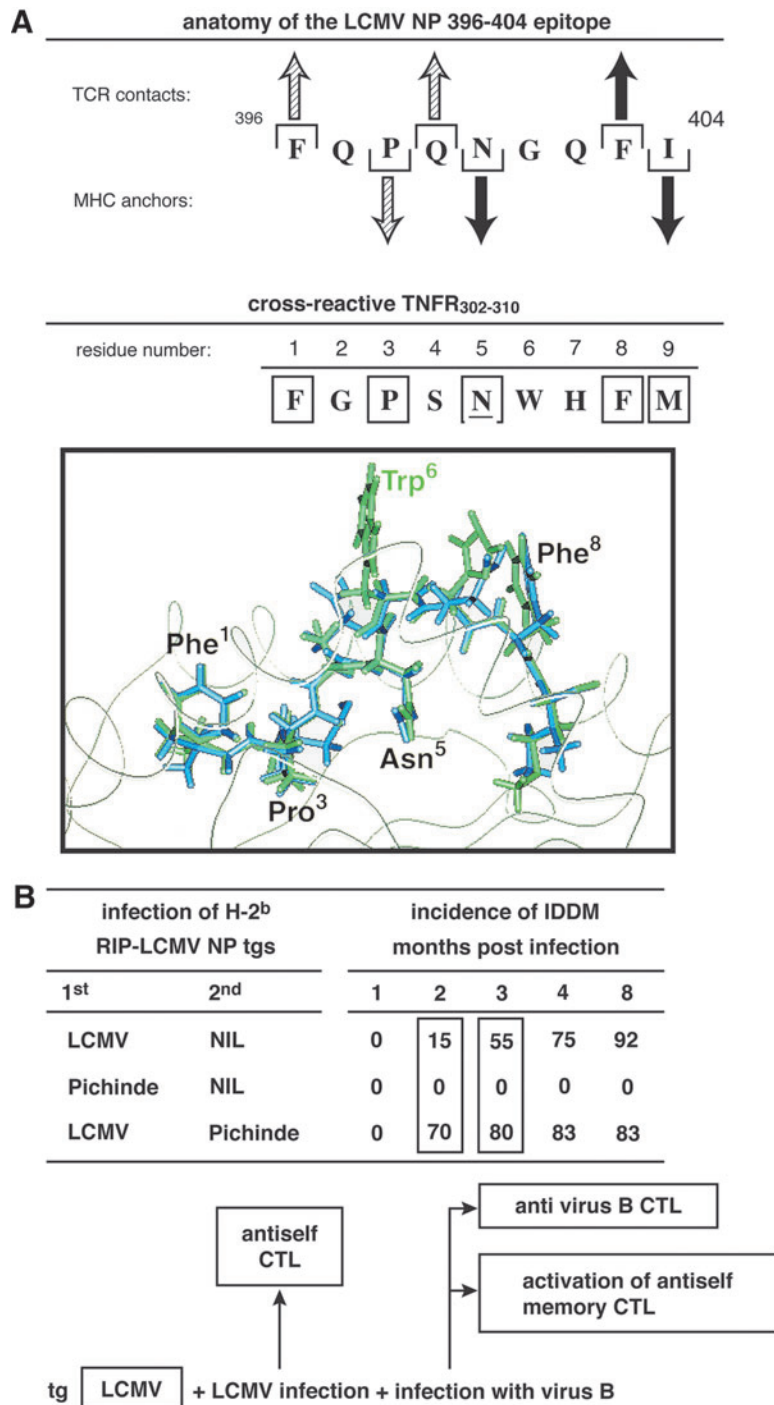 A
anatomy of the LCMV NP 396-404 epitope
TCR contacts:
396 F Q P Q N G Q F I 404
MHC anchors:
cross-reactive TNFR302-310
residue number: 1 2 3 4 5 6 7 8 9
F G P S N W H F M
Trp6
Phe8
Phe1
Asn5
Pro3
B
infection of H-2b incidence of IDDM
RIP-LCMV NP tgs months post infection
1st 2nd 1 2 3 4 8
LCMV NIL 0 15 55 75 92
Pichinde NIL 0 0 0 0 0
LCMV Pichinde 0 70 80 83 83
anti virus B CTL
antiself
CTL
activation of antiself
memory CTL
tg LCMV + LCMV infection + infection with virus B